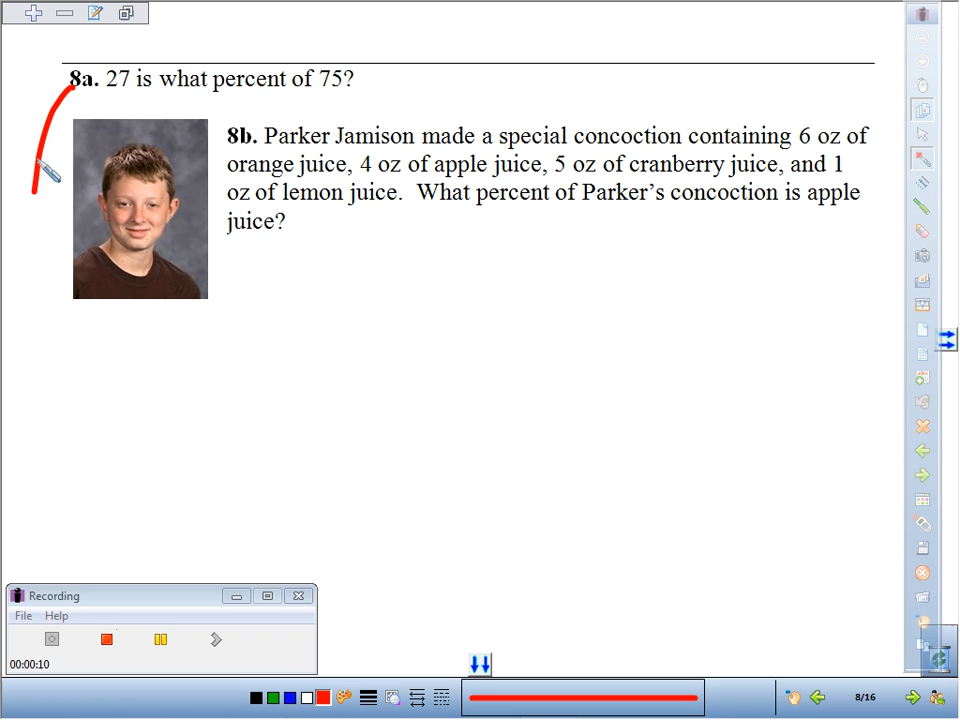 8a. 27 is what percent of 75?
8b. Parker Jamison made a special concoction containing 6 oz of
orange juice, 4 oz of apple juice, 5 oz of cranberry juice, and 1
oz of lemon juice.  What percent of Parker’s concoction is apple
juice?
Recording
File Help
00:00:10
8/16